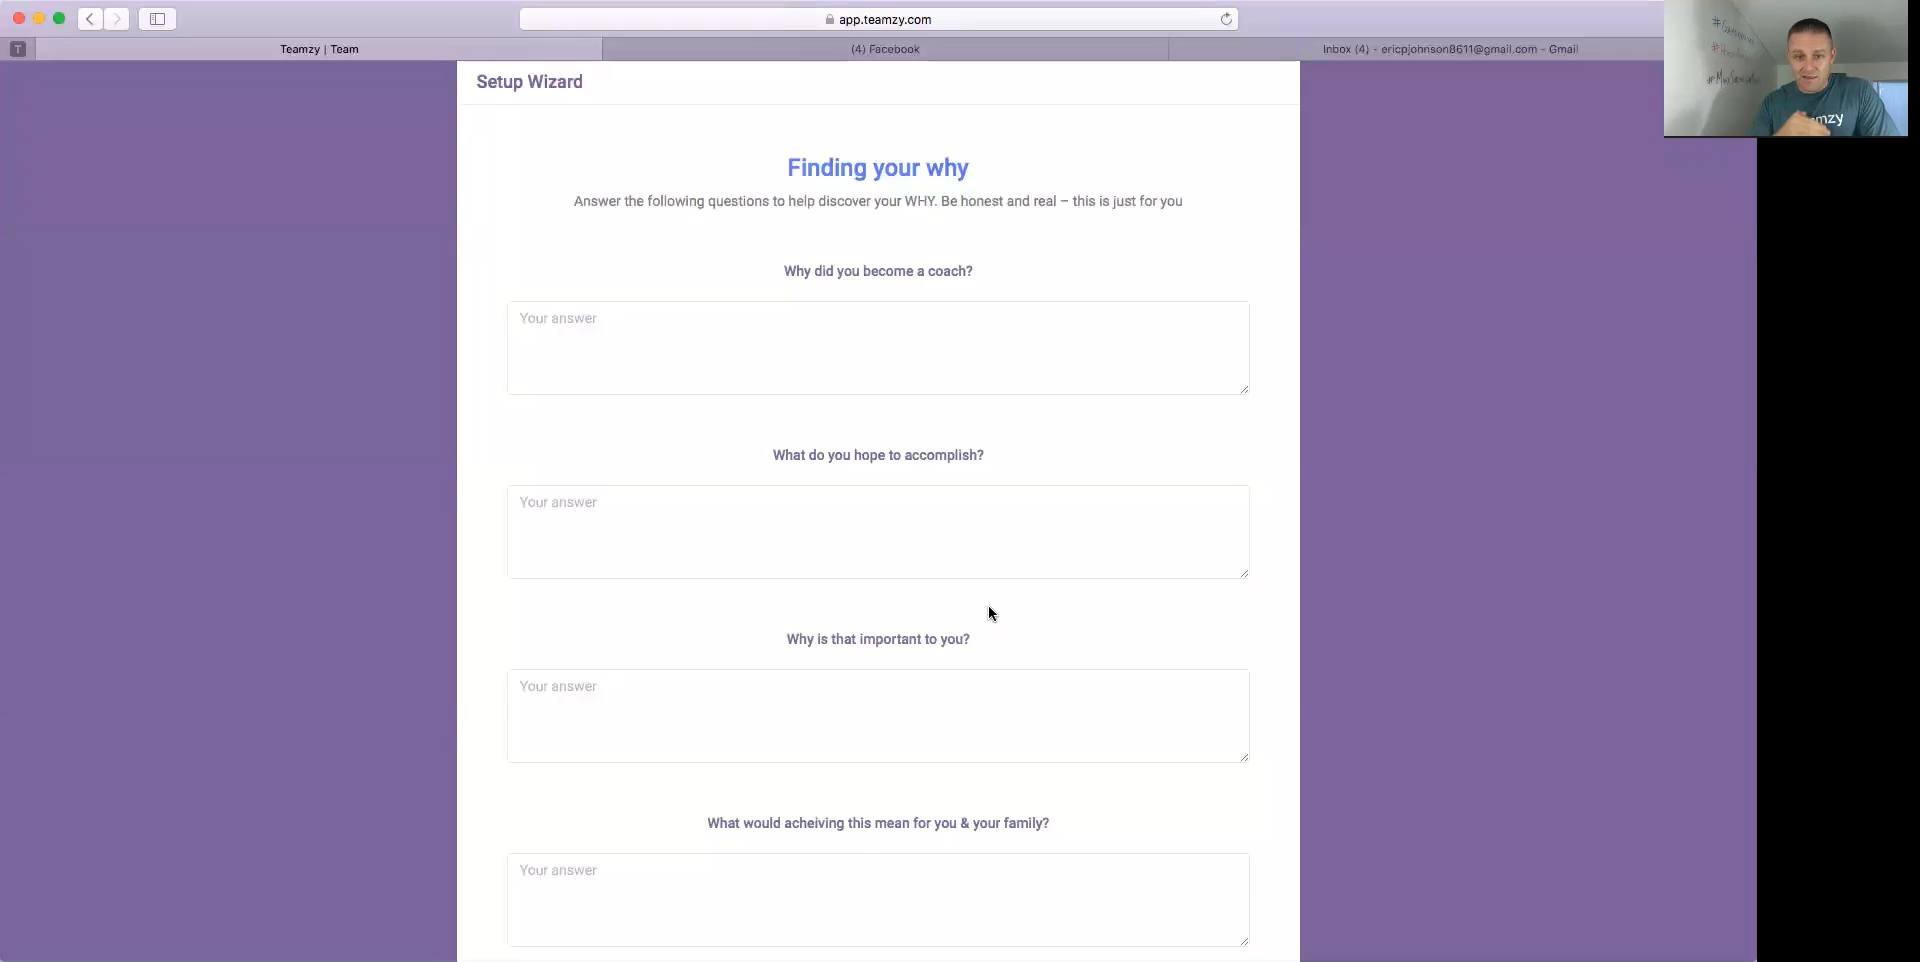 app.teamzy.com
T
Teamzy | Team
(4) Facebook
Inbox (4) - ericpjohnson8611@gmail.com - Gmail
Setup Wizard
Finding your why
Answer the following questions to help discover your WHY. Be honest and real – this is just for you
Why did you become a coach?
Your answer
What do you hope to accomplish?
Your answer
Why is that important to you?
Your answer
What would acheiving this mean for you & your family?
Your answer
mzy